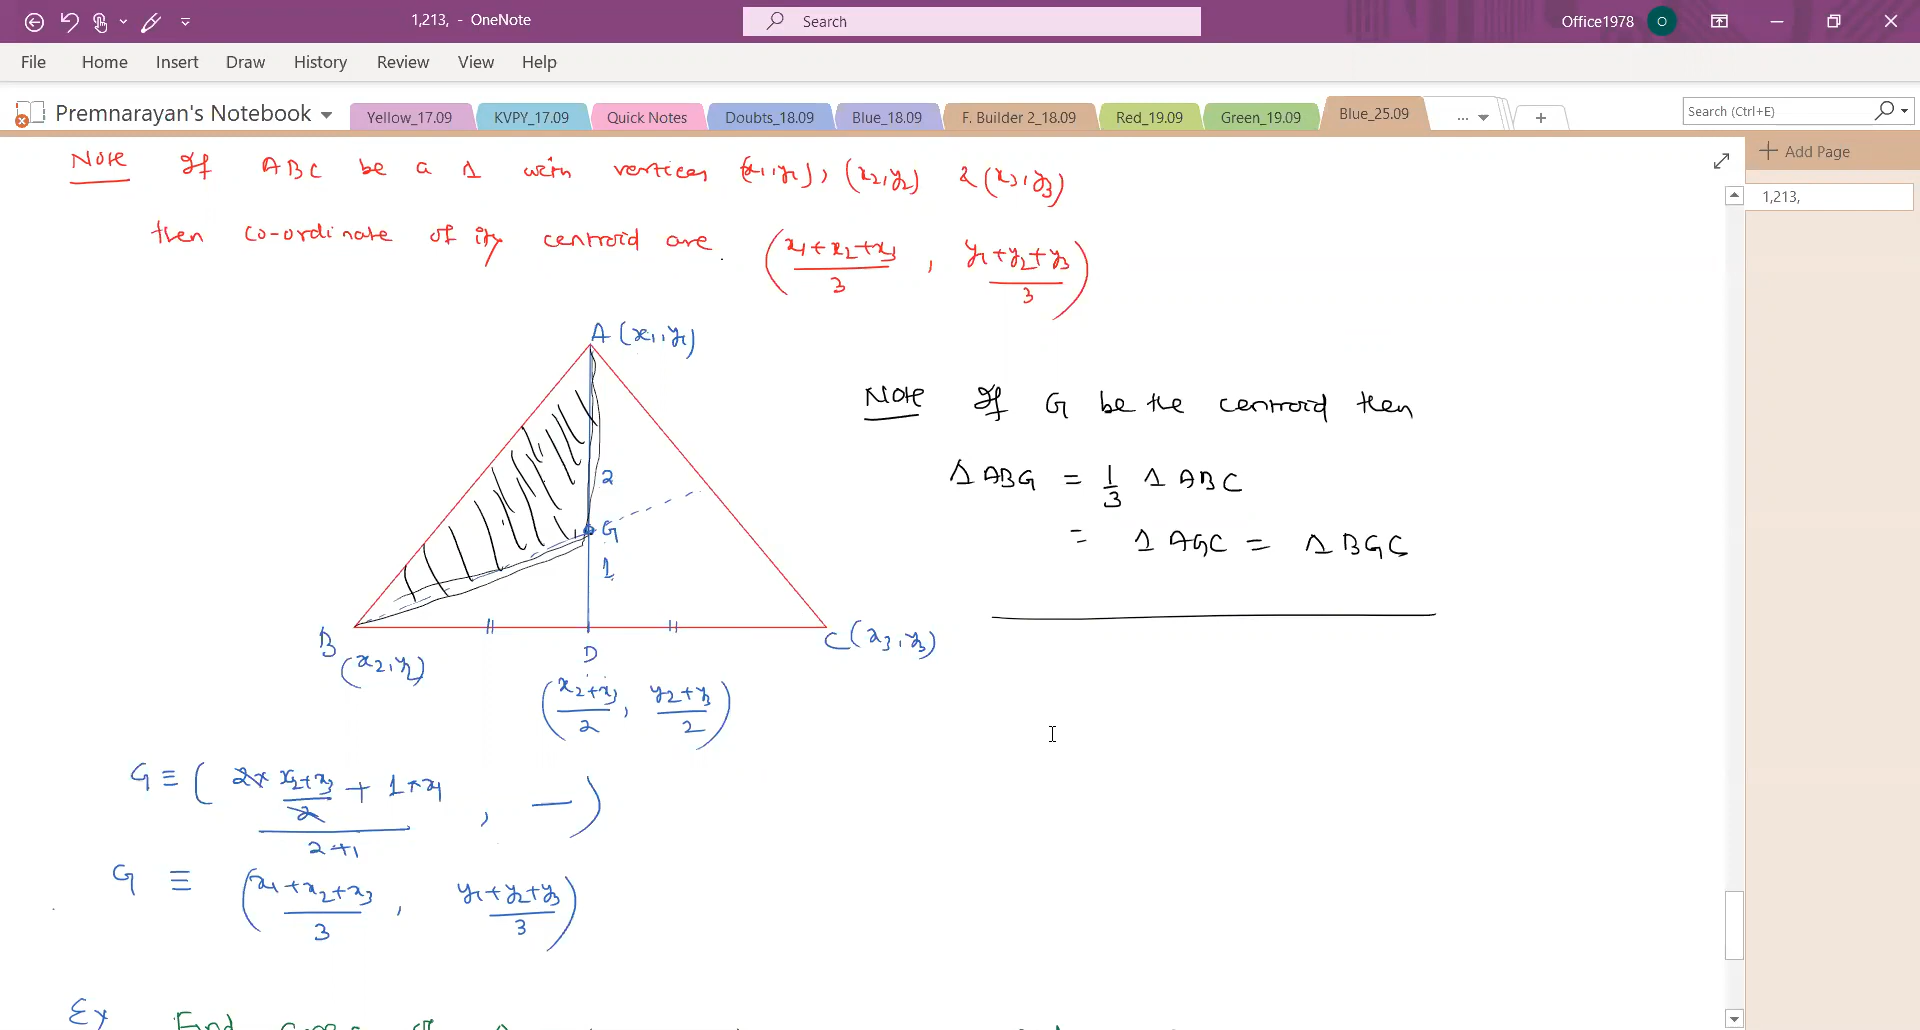 1,213, - OneNote
Search
Office1978 O
File Home Insert Draw History Review View Help
Premnarayan's Notebook
Yellow_17.09 KVPY_17.09 Quick Notes Doubts_18.09 Blue_18.09 F. Builder 2_18.09 Red_19.09 Green_19.09 Blue_25.09 ... +
Search (Ctrl+E)
+ Add Page
1,213,
Note If ABC be a Δ with vertices (x₁,y₁), (x₂,y₂) & (x₃,y₃)
then co-ordinate of its centroid are. ((x₁+x₂+x₃)/3 , (y₁+y₂+y₃)/3)
A (x₁,y₁)
Note If G be the centroid then
2
Δ ABG = 1/3 Δ ABC
G
= Δ AGC = Δ BGC
1
B
C (x₃,y₃)
(x₂,y₂)
D
((x₂+x₃)/2, (y₂+y₃)/2)
G ≡ ((2× (x₂+x₃)/2 + 1×x₁)/(2+1) , —)
G ≡ ((x₁+x₂+x₃)/3 , (y₁+y₂+y₃)/3)
Ex Find